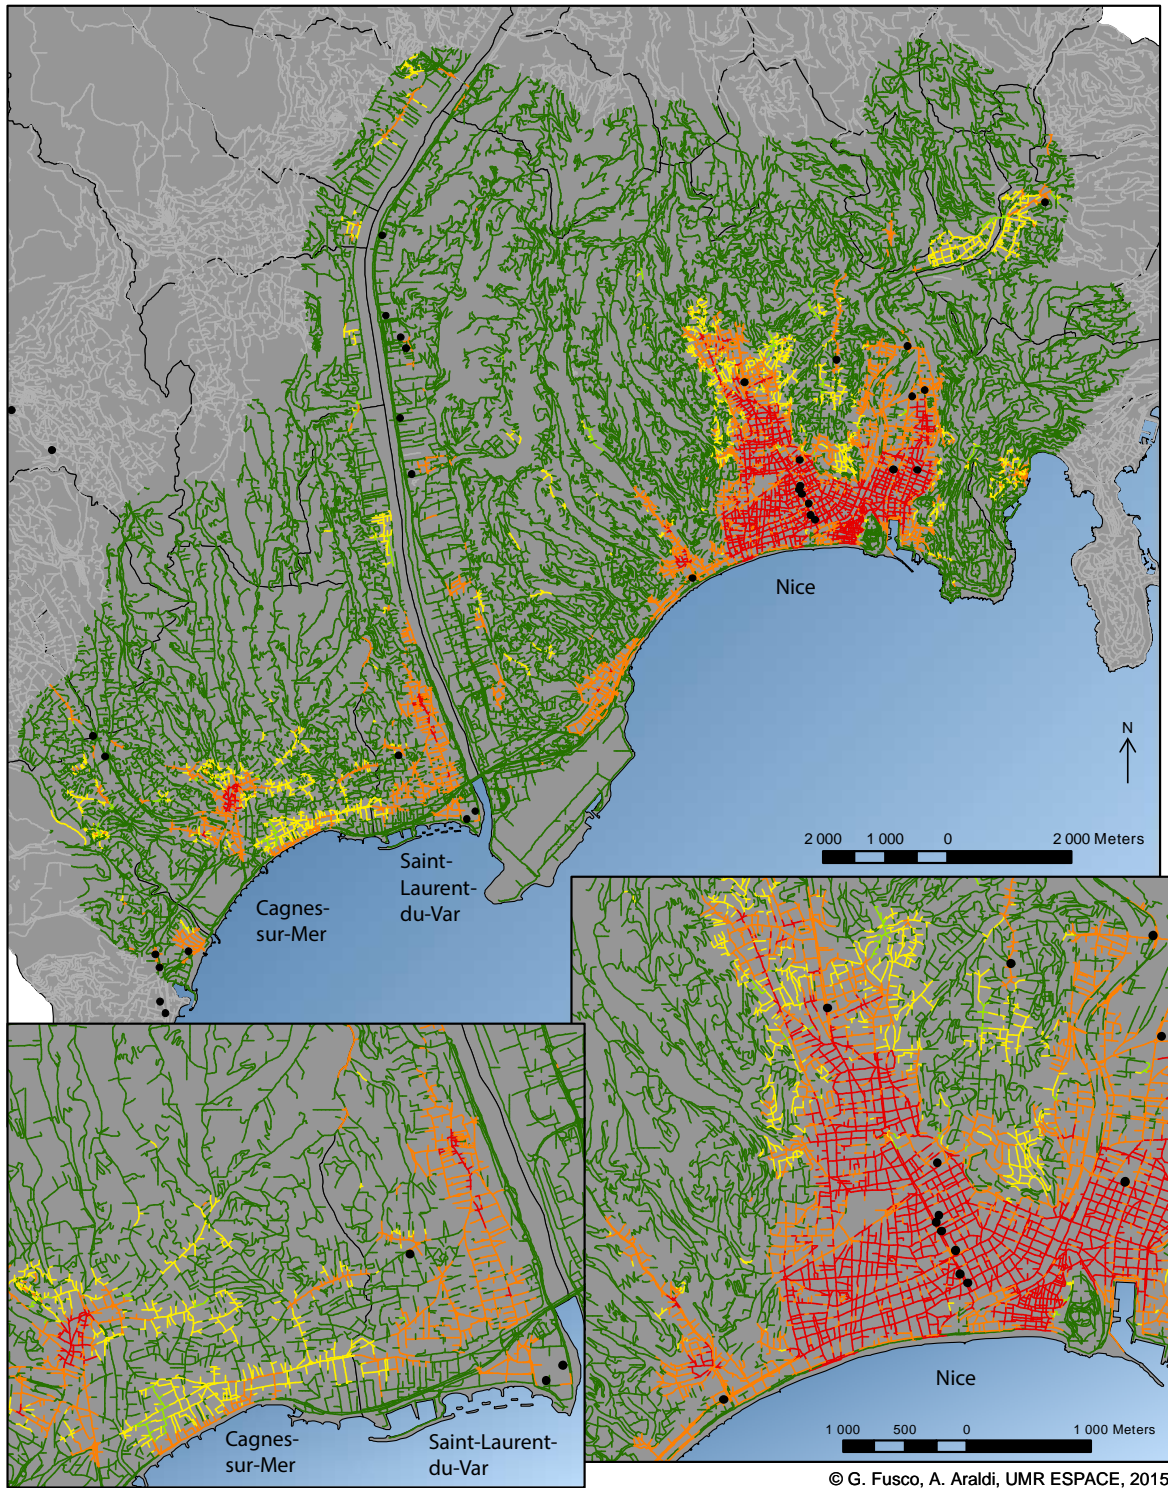 Nice
N
2 000 1 000 0 2 000 Meters
Saint-
Laurent-
du-Var
Cagnes-
sur-Mer
Cagnes-
sur-Mer
Saint-Laurent-
du-Var
Nice
1 000 500 0 1 000 Meters
© G. Fusco, A. Araldi, UMR ESPACE, 2015